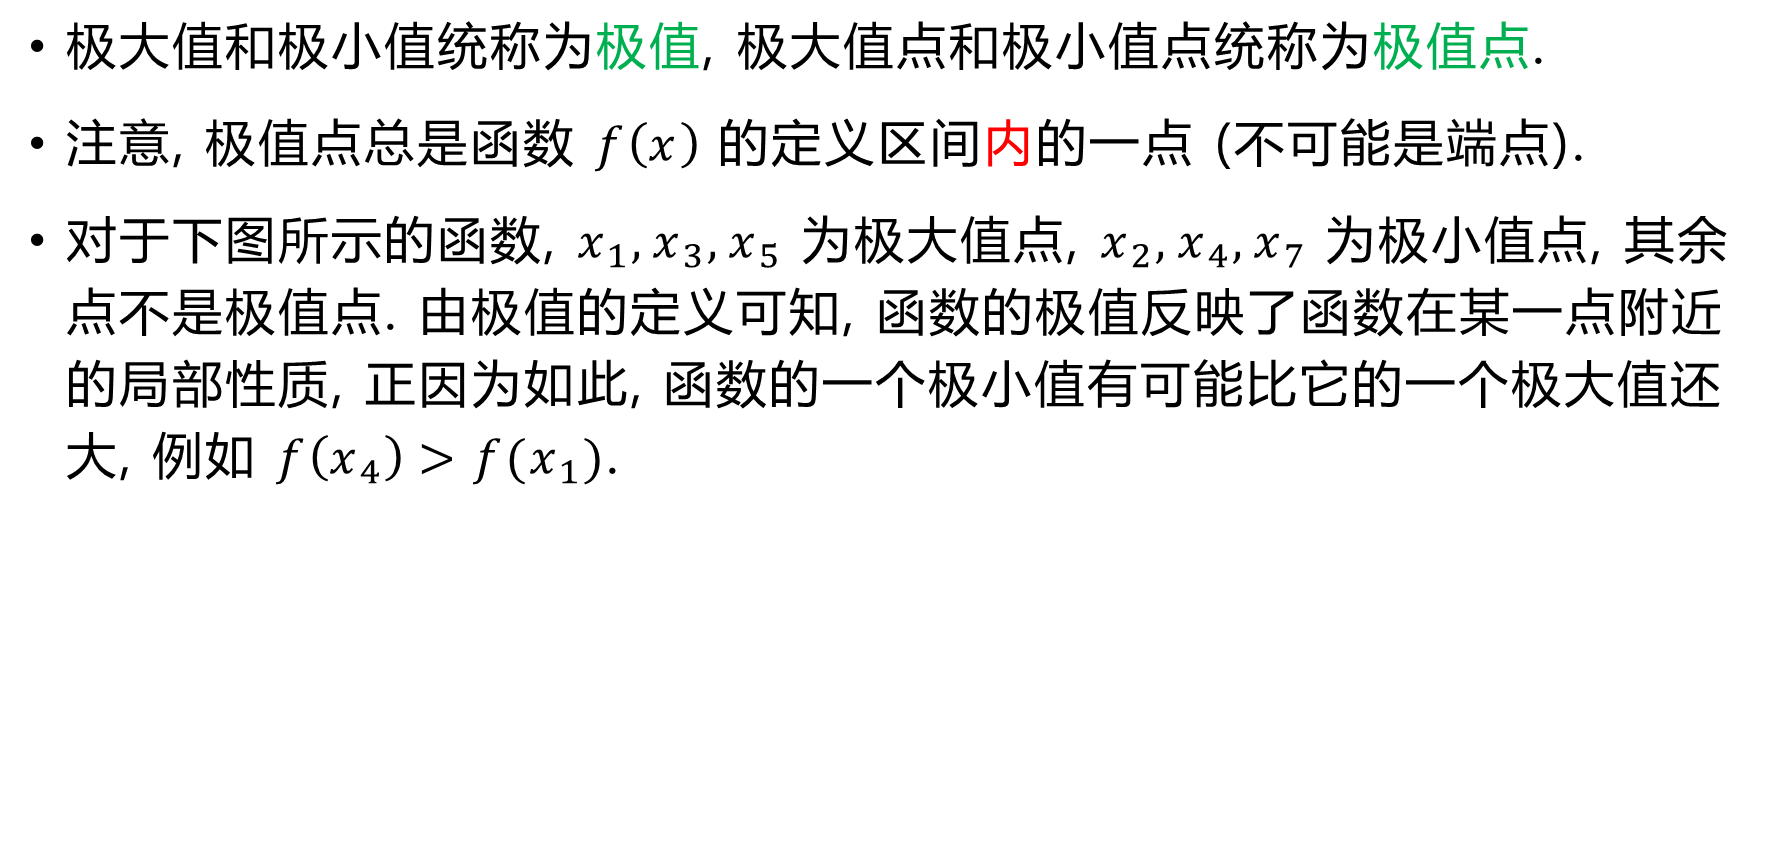 • 极大值和极小值统称为极值, 极大值点和极小值点统称为极值点.
• 注意, 极值点总是函数 f(x) 的定义区间内的一点 (不可能是端点).
• 对于下图所示的函数, x₁, x₃, x₅ 为极大值点, x₂, x₄, x₇ 为极小值点, 其余
点不是极值点. 由极值的定义可知, 函数的极值反映了函数在某一点附近
的局部性质, 正因为如此, 函数的一个极小值有可能比它的一个极大值还
大, 例如 f(x₄) > f(x₁).